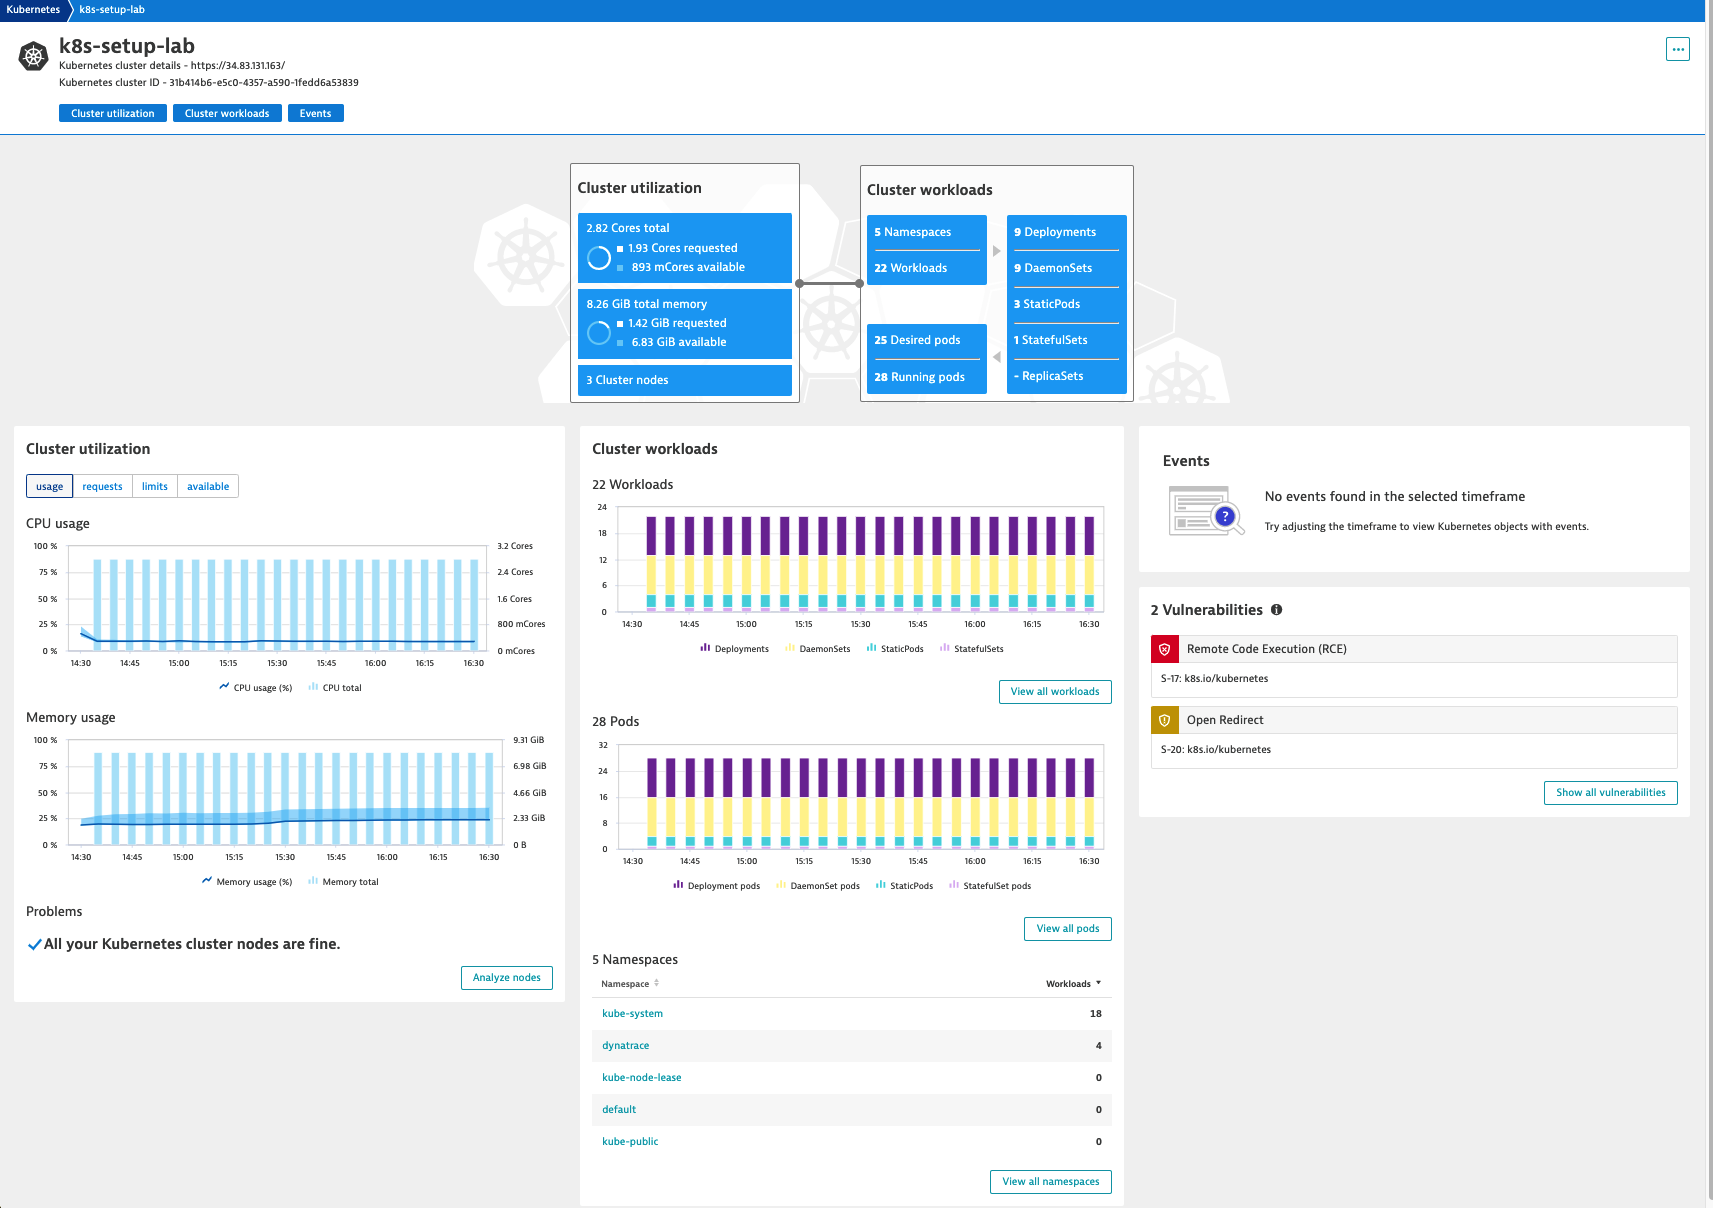 Kubernetes
k8s-setup-lab
k8s-setup-lab
Kubernetes cluster details - https://34.83.131.163/
Kubernetes cluster ID - 31b414b6-e5c0-4357-a590-1fedd6a53839
...
Cluster utilization
Cluster workloads
Events
Cluster utilization
2.82 Cores total
1.93 Cores requested
893 mCores available
8.26 GiB total memory
1.42 GiB requested
6.83 GiB available
3 Cluster nodes
Cluster workloads
5 Namespaces
22 Workloads
9 Deployments
9 DaemonSets
3 StaticPods
1 StatefulSets
- ReplicaSets
25 Desired pods
28 Running pods
Cluster utilization
usage
requests
limits
available
CPU usage
100 %
75 %
50 %
25 %
0 %
3.2 Cores
2.4 Cores
1.6 Cores
800 mCores
0 mCores
14:30 14:45 15:00 15:15 15:30 15:45 16:00 16:15 16:30
CPU usage (%) CPU total
Memory usage
100 %
75 %
50 %
25 %
0 %
9.31 GiB
6.98 GiB
4.66 GiB
2.33 GiB
0 B
14:30 14:45 15:00 15:15 15:30 15:45 16:00 16:15 16:30
Memory usage (%) Memory total
Problems
All your Kubernetes cluster nodes are fine.
Analyze nodes
Cluster workloads
22 Workloads
24
18
12
6
0
14:30 14:45 15:00 15:15 15:30 15:45 16:00 16:15 16:30
Deployments DaemonSets StaticPods StatefulSets
View all workloads
28 Pods
32
24
16
8
0
14:30 14:45 15:00 15:15 15:30 15:45 16:00 16:15 16:30
Deployment pods DaemonSet pods StaticPods StatefulSet pods
View all pods
5 Namespaces
Namespace Workloads
kube-system 18
dynatrace 4
kube-node-lease 0
default 0
kube-public 0
View all namespaces
Events
?
No events found in the selected timeframe
Try adjusting the timeframe to view Kubernetes objects with events.
2 Vulnerabilities
Remote Code Execution (RCE)
S-17: k8s.io/kubernetes
Open Redirect
S-20: k8s.io/kubernetes
Show all vulnerabilities